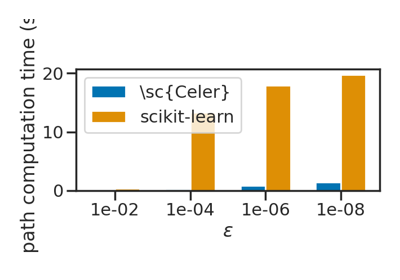 path computation time (s
20
10
0
\sc{Celer}
scikit-learn
1e-02 1e-04 1e-06 1e-08
ε